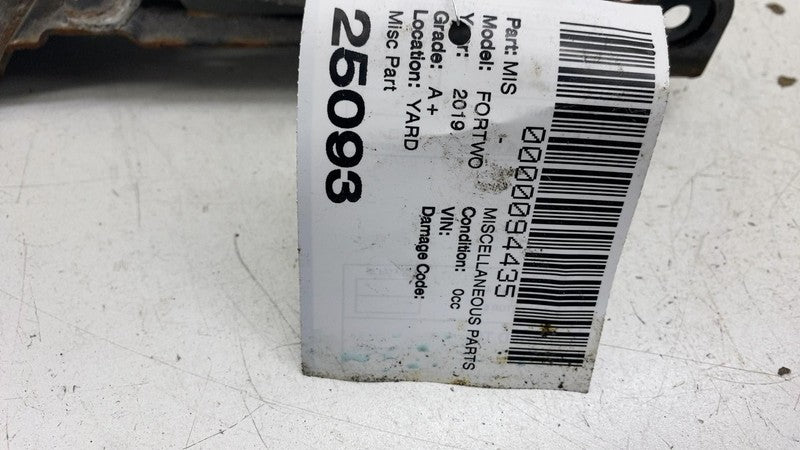 0000094435
Part: MIS - MISCELLANEOUS PARTS
Model: FORTWO Condition: 0cc
Year: 2019 VIN:
Grade: A+ Damage Code:
Location: YARD
Misc Part
25093